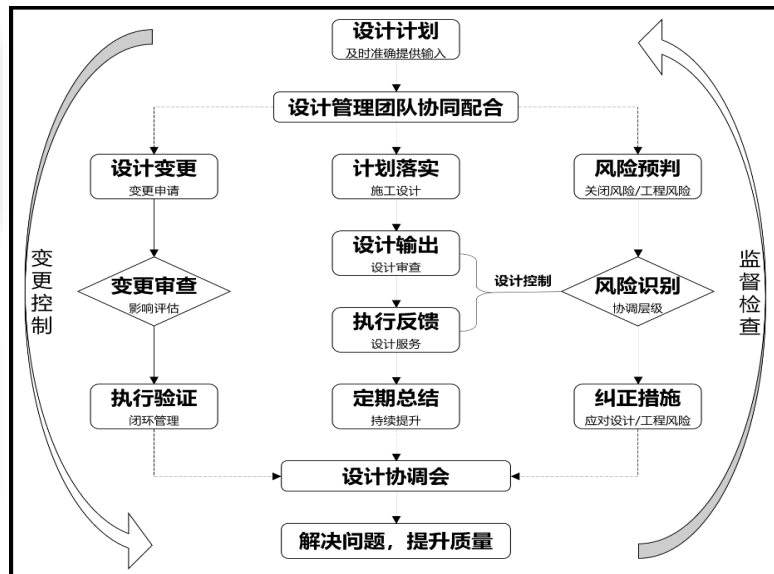 设计计划
及时准确提供输入
设计管理团队协同配合
设计变更
变更申请
计划落实
施工设计
风险预判
关闭风险/工程风险
设计输出
设计审查
变更审查
影响评估
设计控制
风险识别
协调层级
执行反馈
设计服务
执行验证
闭环管理
定期总结
持续提升
纠正措施
应对设计/工程风险
设计协调会
解决问题，提升质量
变更控制
监督检查